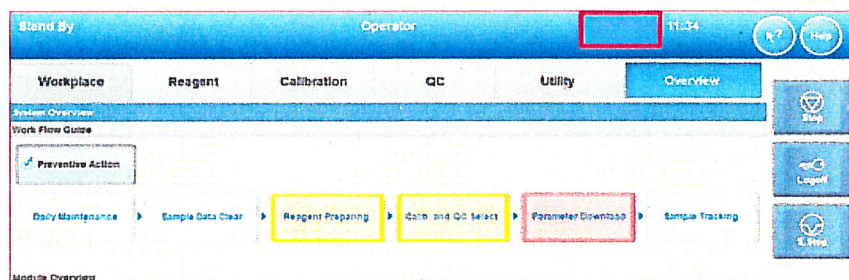 Stand By Operator 11:34 ? Help
Workplace Reagent Calibration QC Utility Overview
System Overview
Stop
Work Flow Guide
Preventive Action
Logoff
Daily Maintenance Sample Data Clear Reagent Preparing Calib. and QC Select Parameter Download Sample Tracking
S.Stop
Module Overview